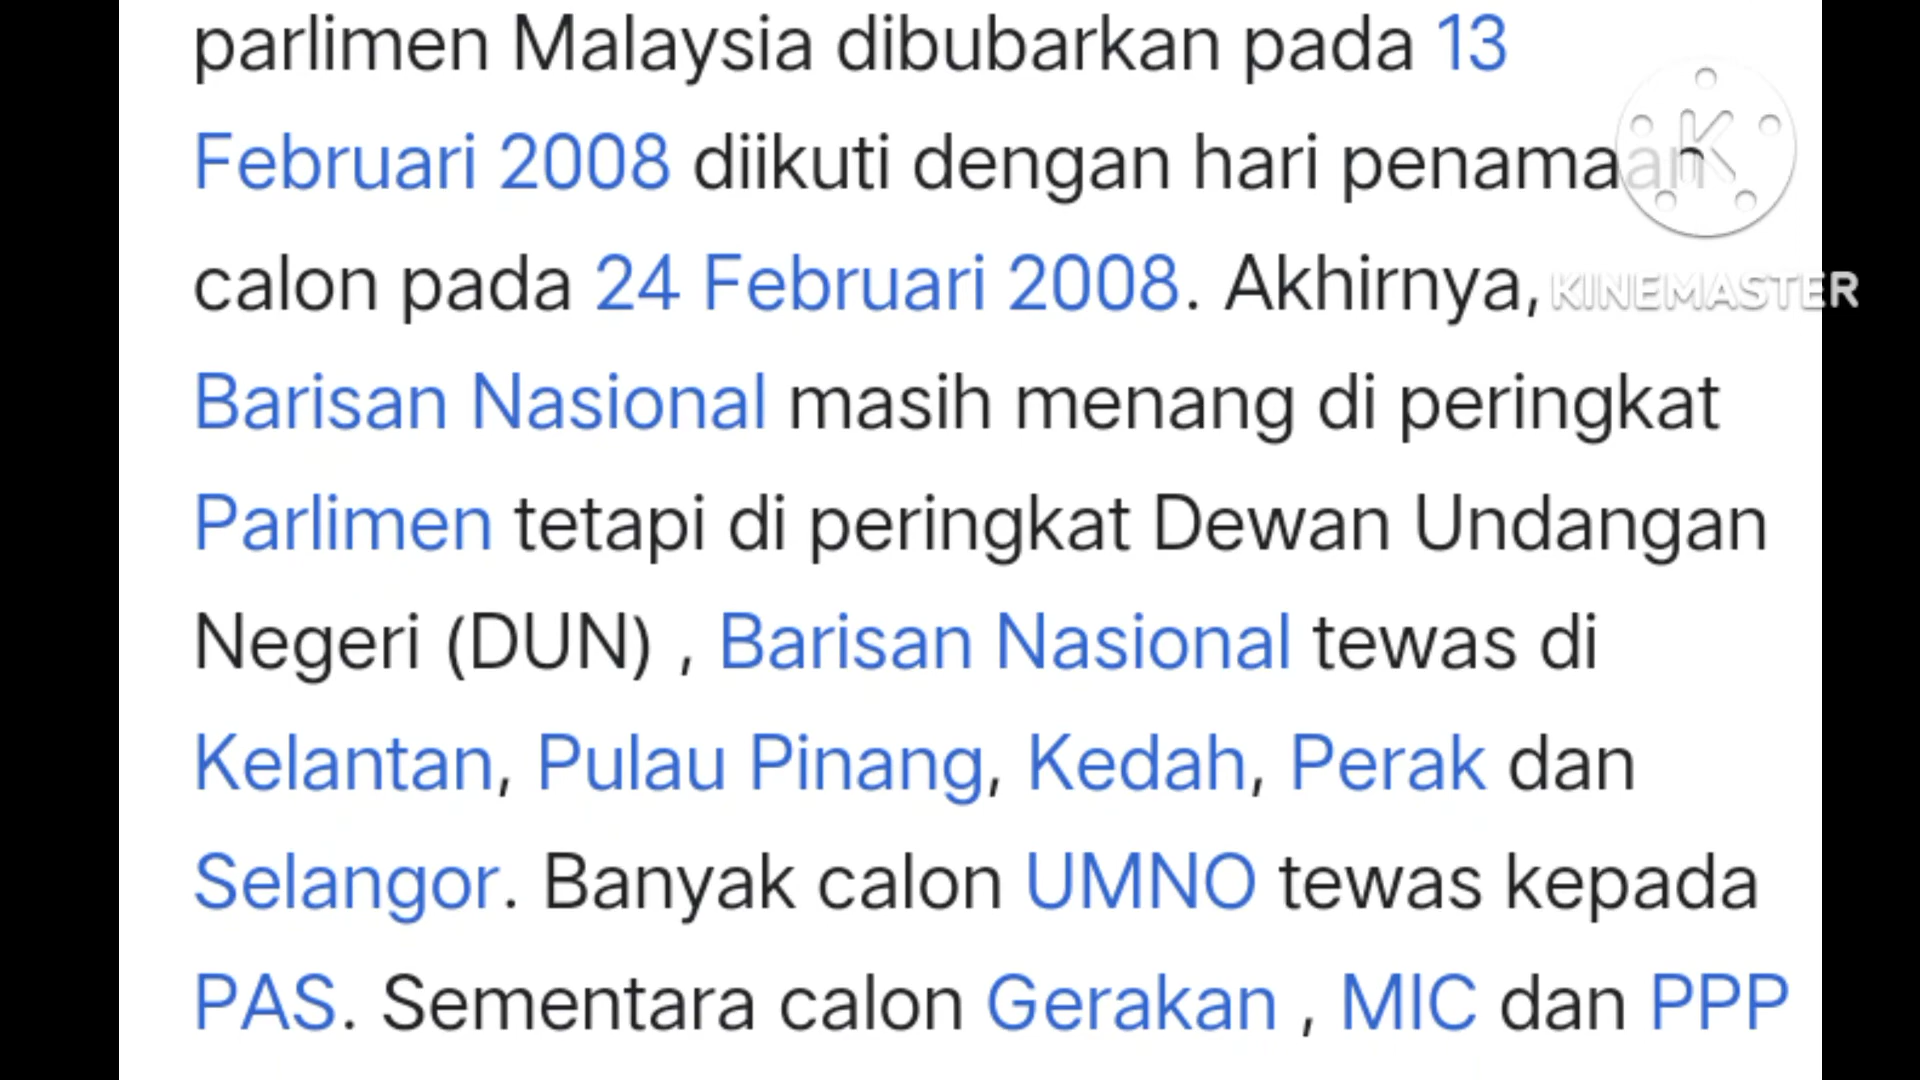 parlimen Malaysia dibubarkan pada 13
Februari 2008 diikuti dengan hari penamaan
calon pada 24 Februari 2008. Akhirnya,
KINEMASTER
Barisan Nasional masih menang di peringkat
Parlimen tetapi di peringkat Dewan Undangan
Negeri (DUN) , Barisan Nasional tewas di
Kelantan, Pulau Pinang, Kedah, Perak dan
Selangor. Banyak calon UMNO tewas kepada
PAS. Sementara calon Gerakan , MIC dan PPP